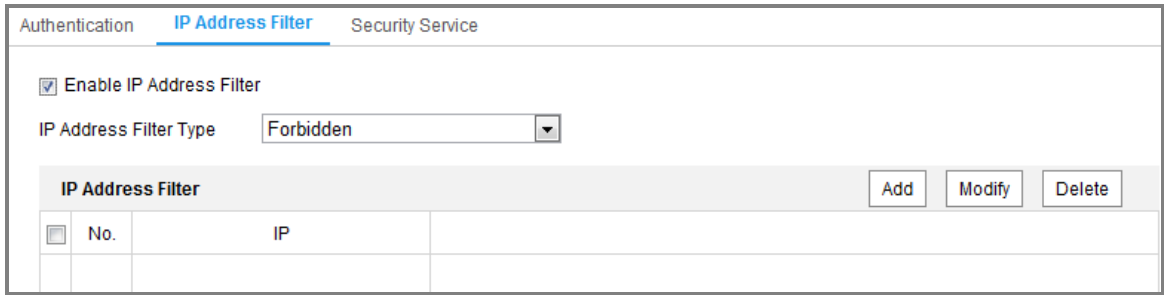 Authentication IP Address Filter Security Service
Enable IP Address Filter
IP Address Filter Type Forbidden
IP Address Filter Add Modify Delete
No. IP